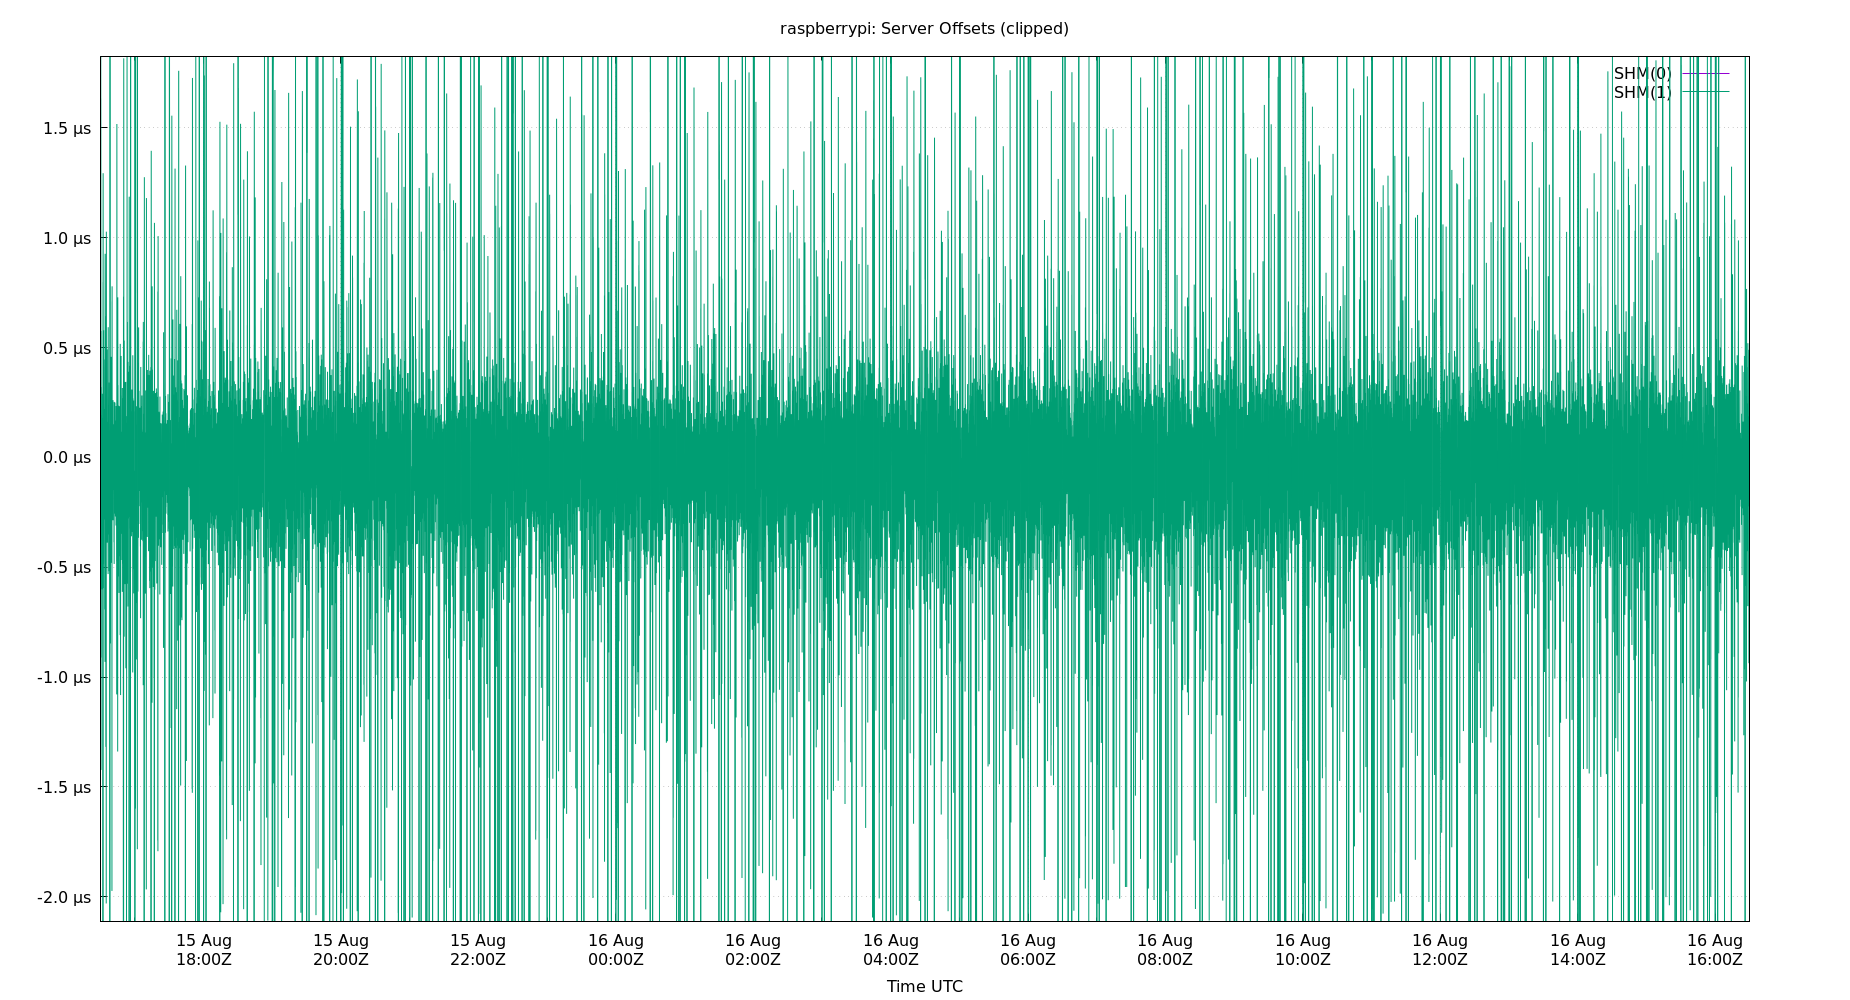 raspberrypi: Server Offsets (clipped)
SHM(0)
SHM(1)
1.5 µs
1.0 µs
0.5 µs
0.0 µs
-0.5 µs
-1.0 µs
-1.5 µs
-2.0 µs
15 Aug 15 Aug 15 Aug 16 Aug 16 Aug 16 Aug 16 Aug 16 Aug 16 Aug 16 Aug 16 Aug 16 Aug
18:00Z 20:00Z 22:00Z 00:00Z 02:00Z 04:00Z 06:00Z 08:00Z 10:00Z 12:00Z 14:00Z 16:00Z
Time UTC